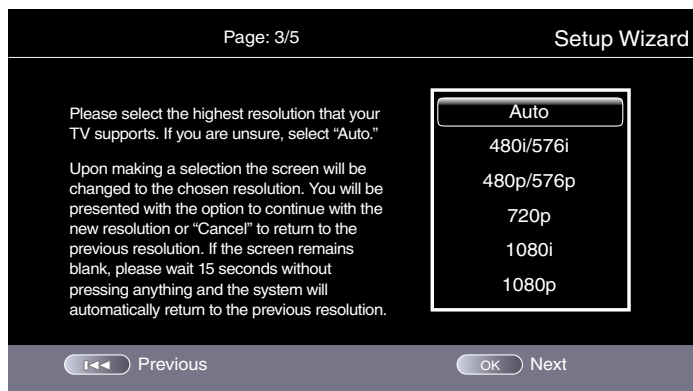 Page: 3/5
Setup Wizard
Please select the highest resolution that your
TV supports. If you are unsure, select “Auto.”
Upon making a selection the screen will be
changed to the chosen resolution. You will be
presented with the option to continue with the
new resolution or “Cancel” to return to the
previous resolution. If the screen remains
blank, please wait 15 seconds without
pressing anything and the system will
automatically return to the previous resolution.
Auto
480i/576i
480p/576p
720p
1080i
1080p
Previous
OK Next